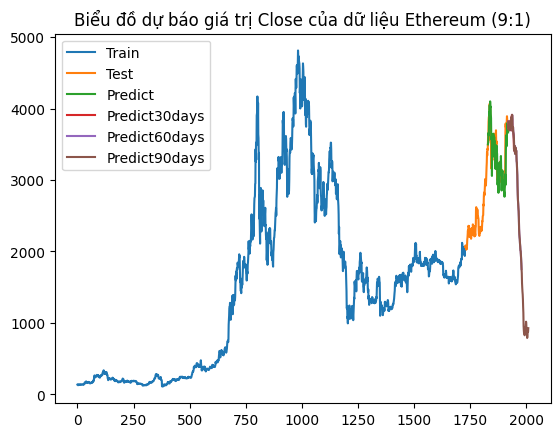 Biểu đồ dự báo giá trị Close của dữ liệu Ethereum (9:1)
5000
4000
3000
2000
1000
0
Train
Test
Predict
Predict30days
Predict60days
Predict90days
0 250 500 750 1000 1250 1500 1750 2000